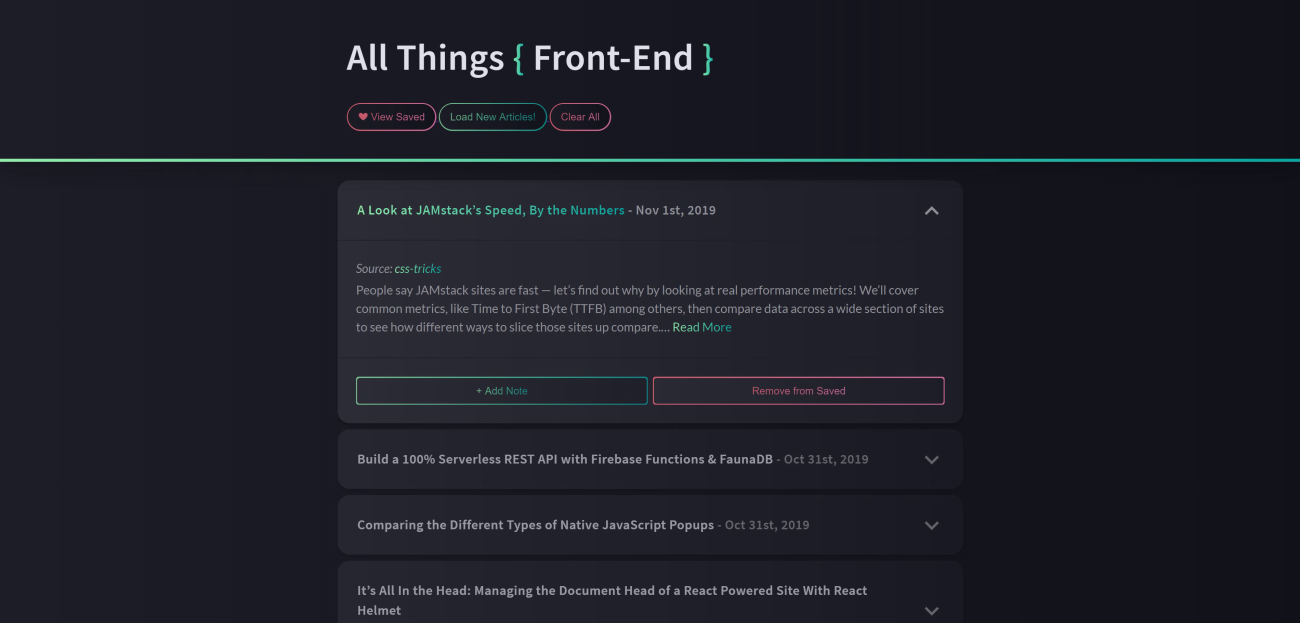 All Things { Front-End }
View Saved
Load New Articles!
Clear All
A Look at JAMstack’s Speed, By the Numbers - Nov 1st, 2019
Source: css-tricks
People say JAMstack sites are fast — let’s find out why by looking at real performance metrics! We’ll cover
common metrics, like Time to First Byte (TTFB) among others, then compare data across a wide section of sites
to see how different ways to slice those sites up compare.... Read More
+ Add Note
Remove from Saved
Build a 100% Serverless REST API with Firebase Functions & FaunaDB - Oct 31st, 2019
Comparing the Different Types of Native JavaScript Popups - Oct 31st, 2019
It’s All In the Head: Managing the Document Head of a React Powered Site With React
Helmet